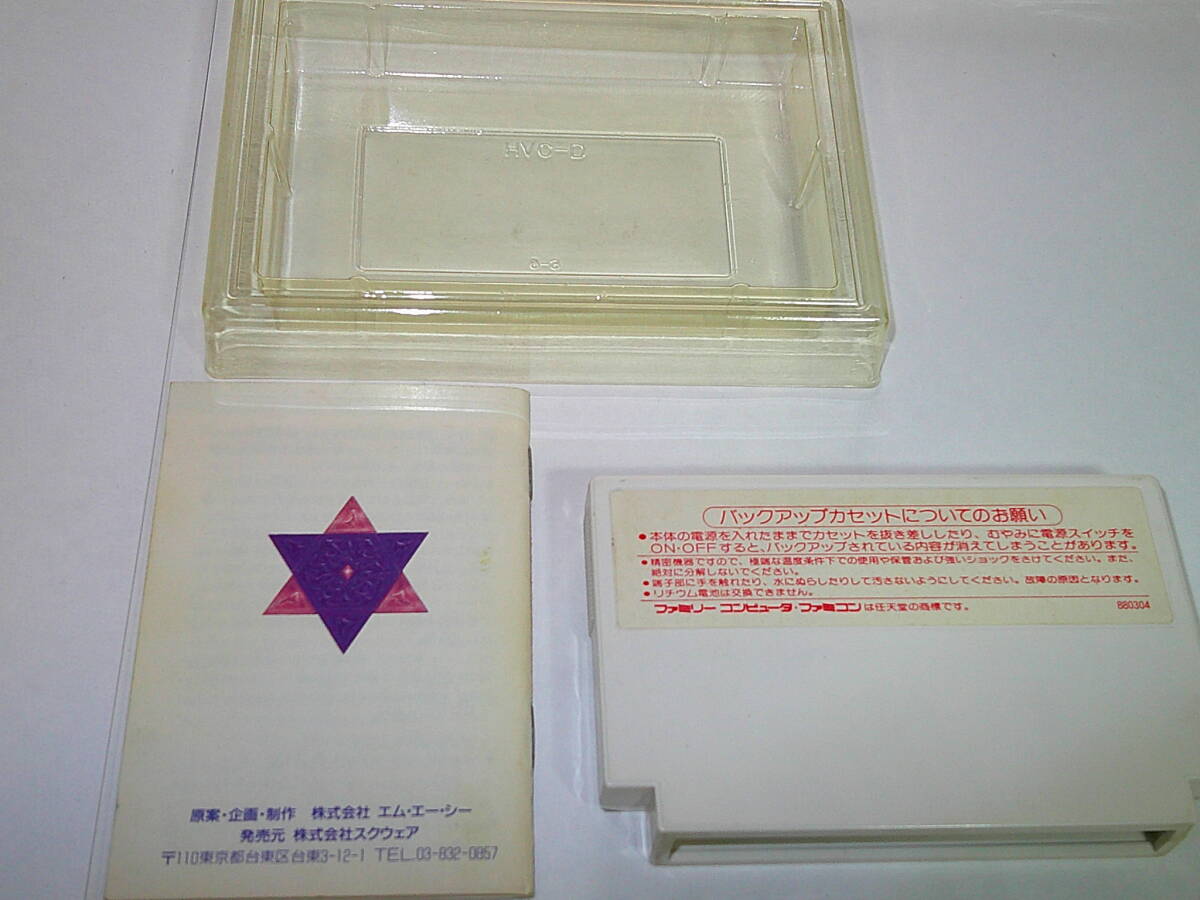 HVC-D
バックアップカセットについてのお願い
●本体の電源を入れたままでカセットを抜き差ししたり、むやみに電源スイッチを
ON・OFFすると、バックアップされている内容が消えてしまうことがあります。
●精密機器ですので、極端な温度条件下での使用や保管および強いショックをさけてください。また、
絶対に分解しないでください。
●端子部に手を触れたり、水にぬらしたりして汚さないようにしてください。故障の原因となります。
●リチウム電池は交換できません。
ファミリー コンピュータ・ファミコンは任天堂の商標です。
880304
原案・企画・制作 株式会社 エム・エー・シー
発売元 株式会社スクウェア
〒110東京都台東区台東3-12-1 TEL.03-832-0857